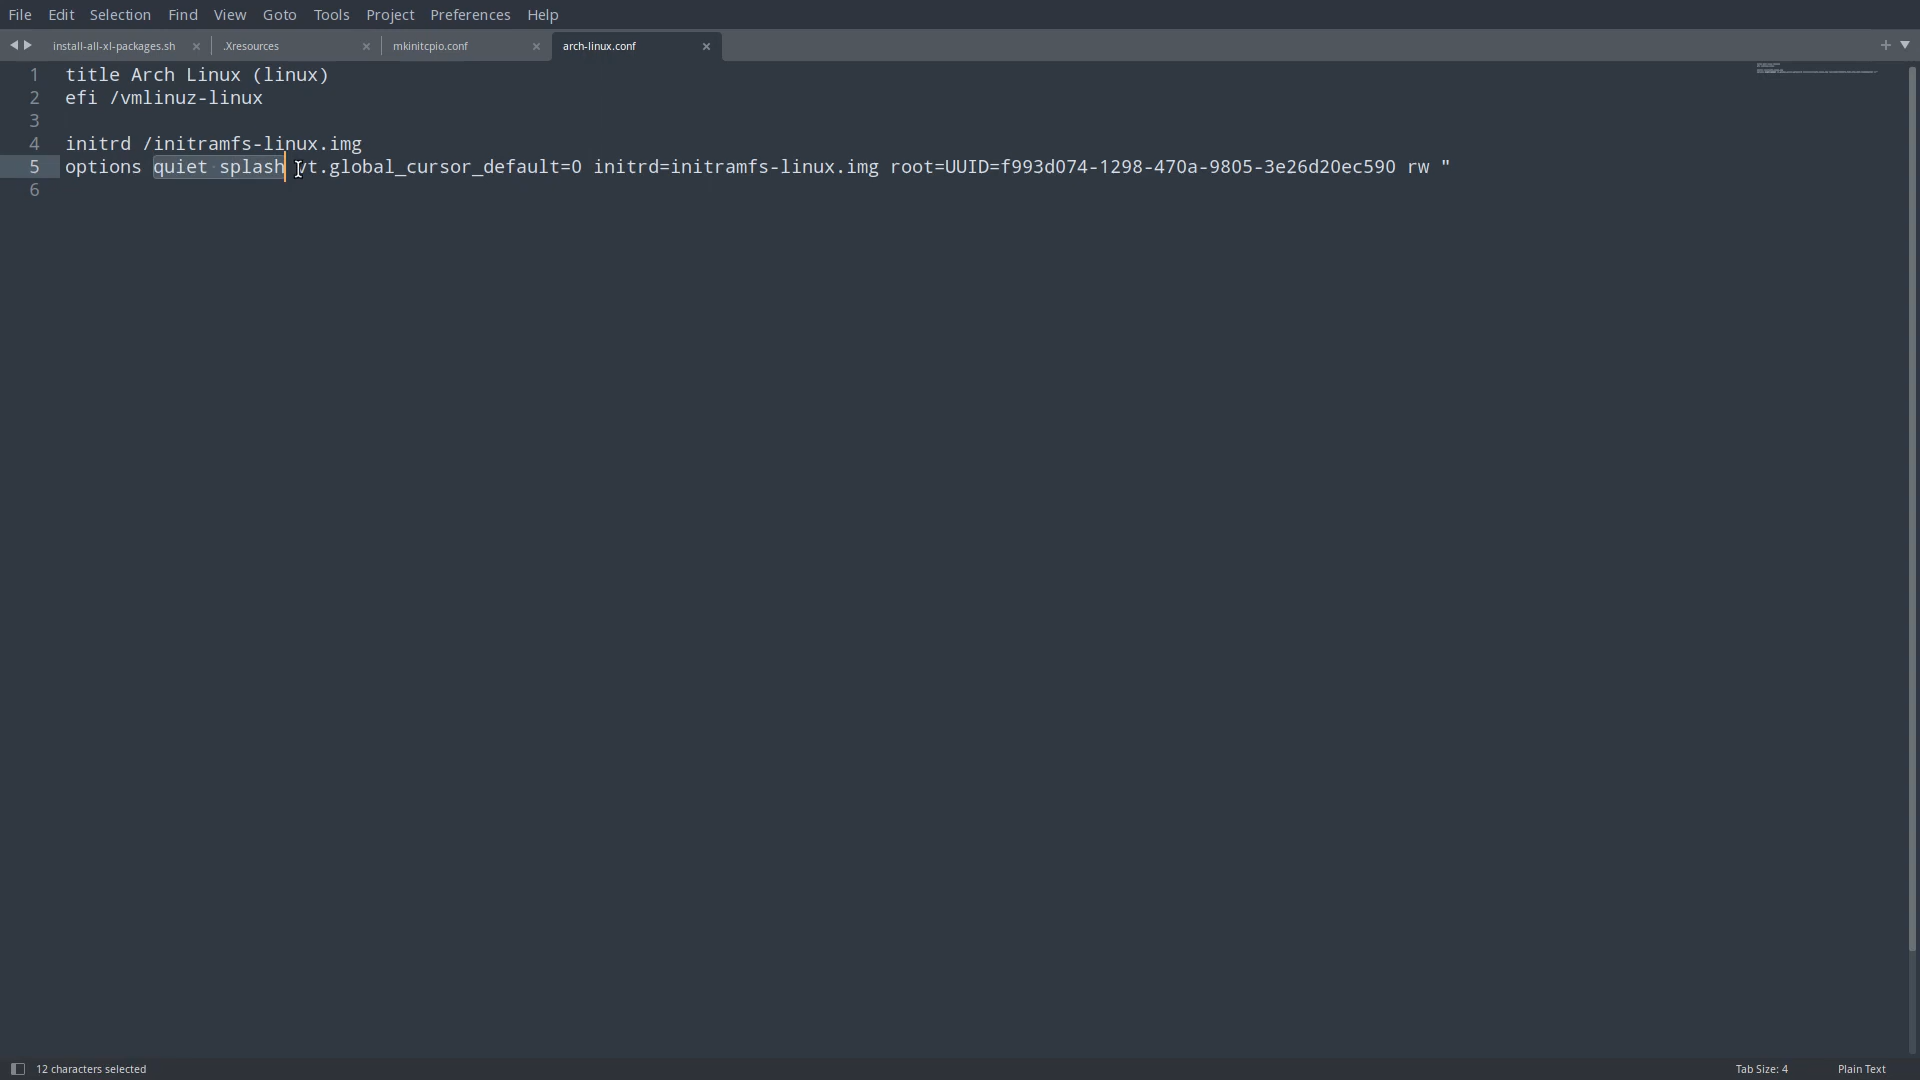 File Edit Selection Find View Goto Tools Project Preferences Help
install-all-xl-packages.sh × .Xresources × mkinitcpio.conf × arch-linux.conf × +
1 title Arch Linux (linux)
2 efi /vmlinuz-linux
3
4 initrd /initramfs-linux.img
5 options quiet splash vt.global_cursor_default=0 initrd=initramfs-linux.img root=UUID=f993d074-1298-470a-9805-3e26d20ec590 rw "
6
12 characters selected Tab Size: 4 Plain Text